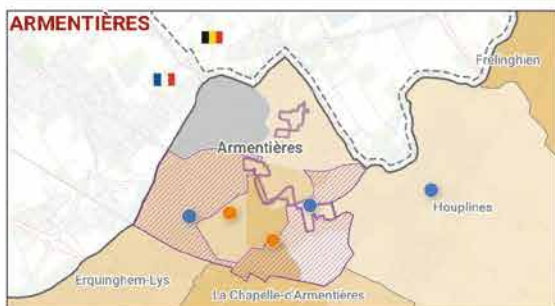 ARMENTIÈRES
Frelinghien
Armentières
Houplines
Erquinghem-Lys
La Chapelle-d'Armentières